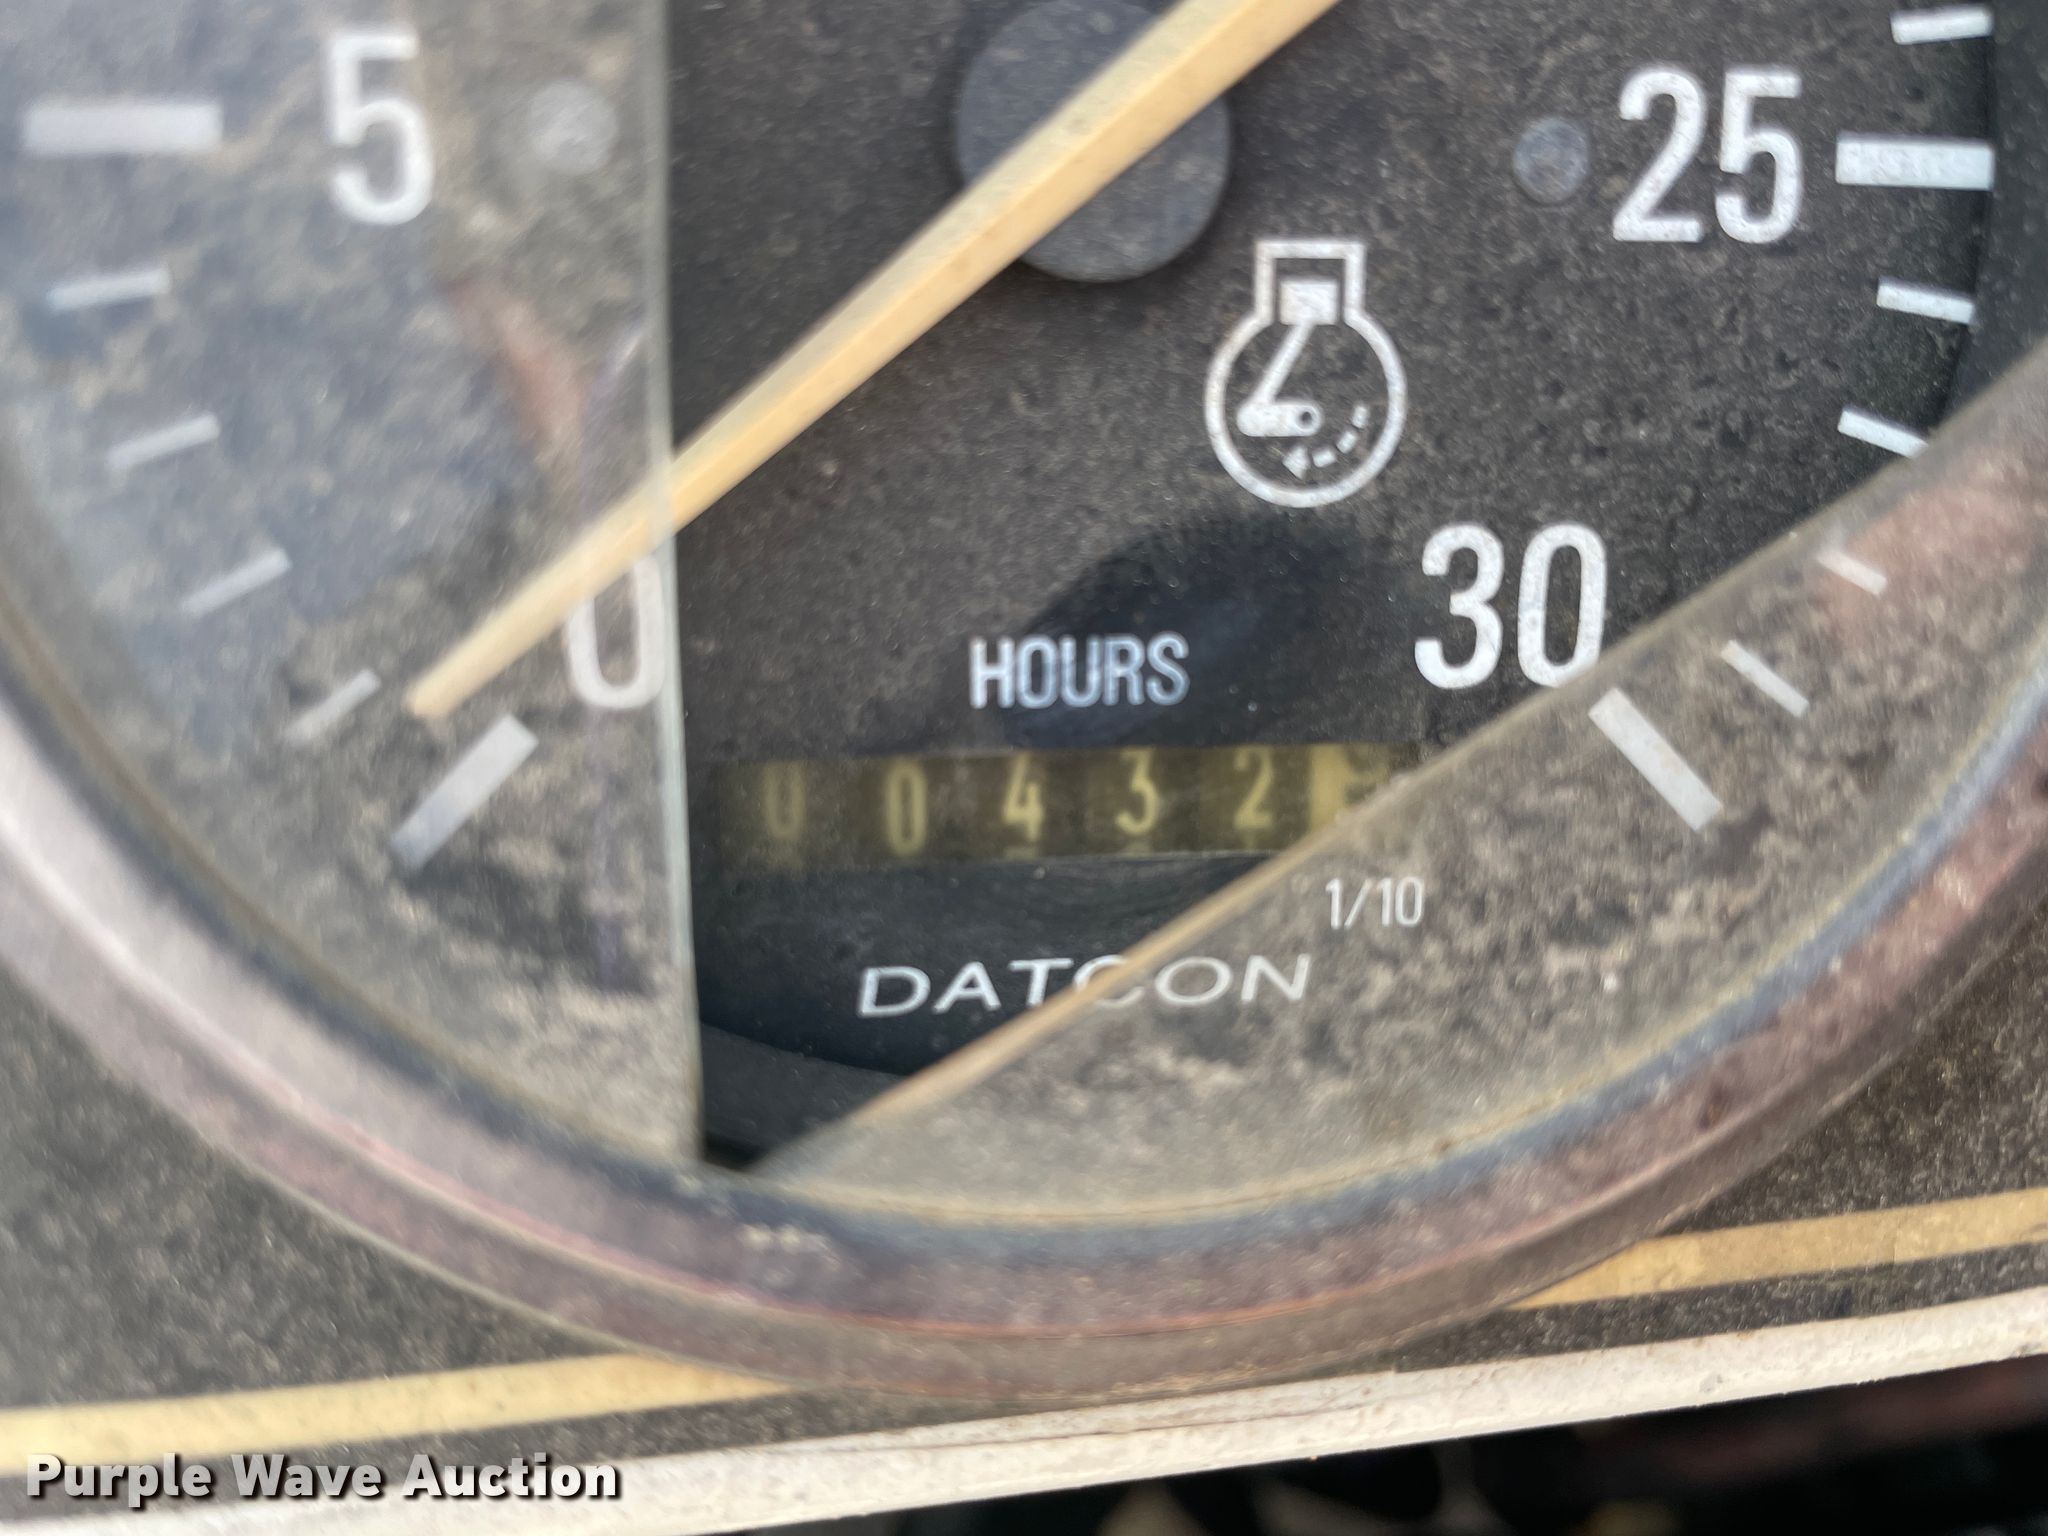 5
25
0
30
HOURS
0 0 4 3 2
1/10
DATCON
Purple Wave Auction